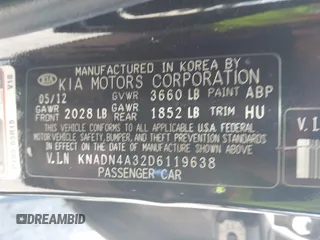 MANUFACTURED IN KOREA BY
KIA KIA MOTORS CORPORATION
05/12 GVWR 3660 LB PAINT ABP
GAWR FRONT 2028 LB GAWR REAR 1852 LB TRIM HU
THIS VEHICLE CONFORMS TO ALL APPLICABLE U.S.A FEDERAL
MOTOR VEHICLE SAFETY, BUMPER, AND THEFT
PREVENTION STANDARDS IN EFFECT ON THE DATE OF
MANUFACTURE SHOWN ABOVE.
V.I.N KNADN4A32D6119638
PASSENGER CAR
V.I.